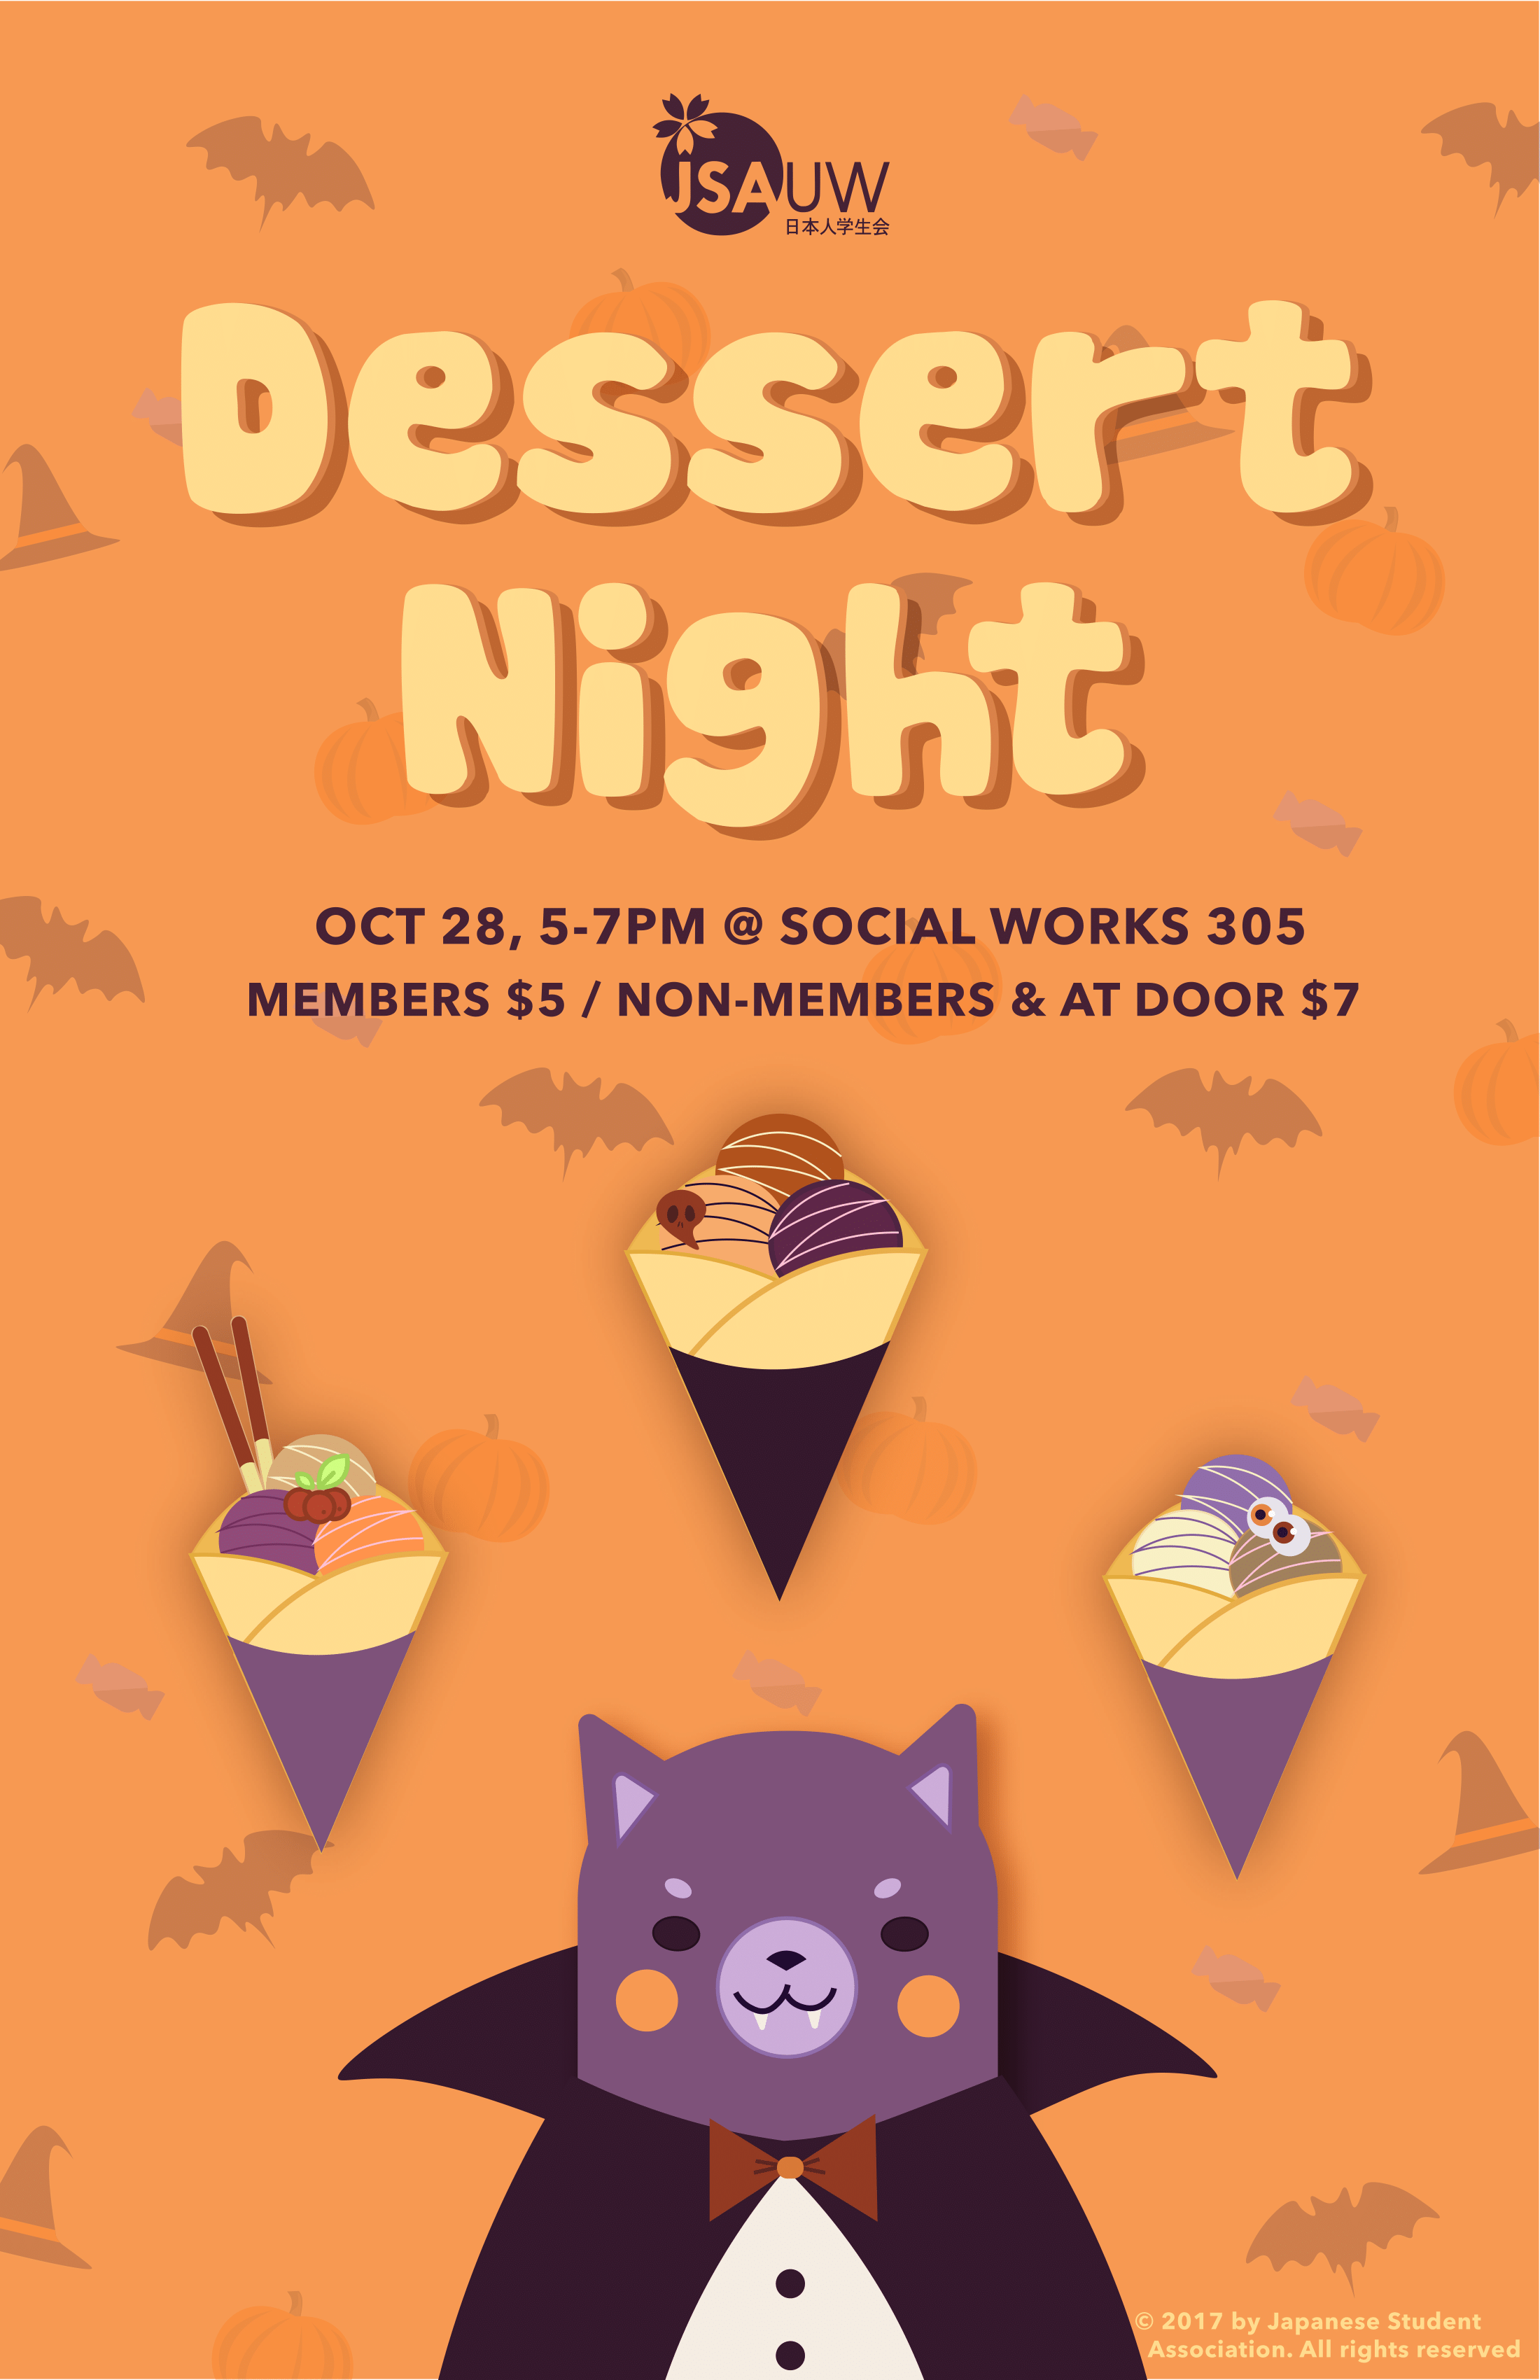 JSAUW
日本人学生会
Dessert
Night
OCT 28, 5-7PM @ SOCIAL WORKS 305
MEMBERS $5 / NON-MEMBERS & AT DOOR $7
© 2017 by Japanese Student
Association. All rights reserved